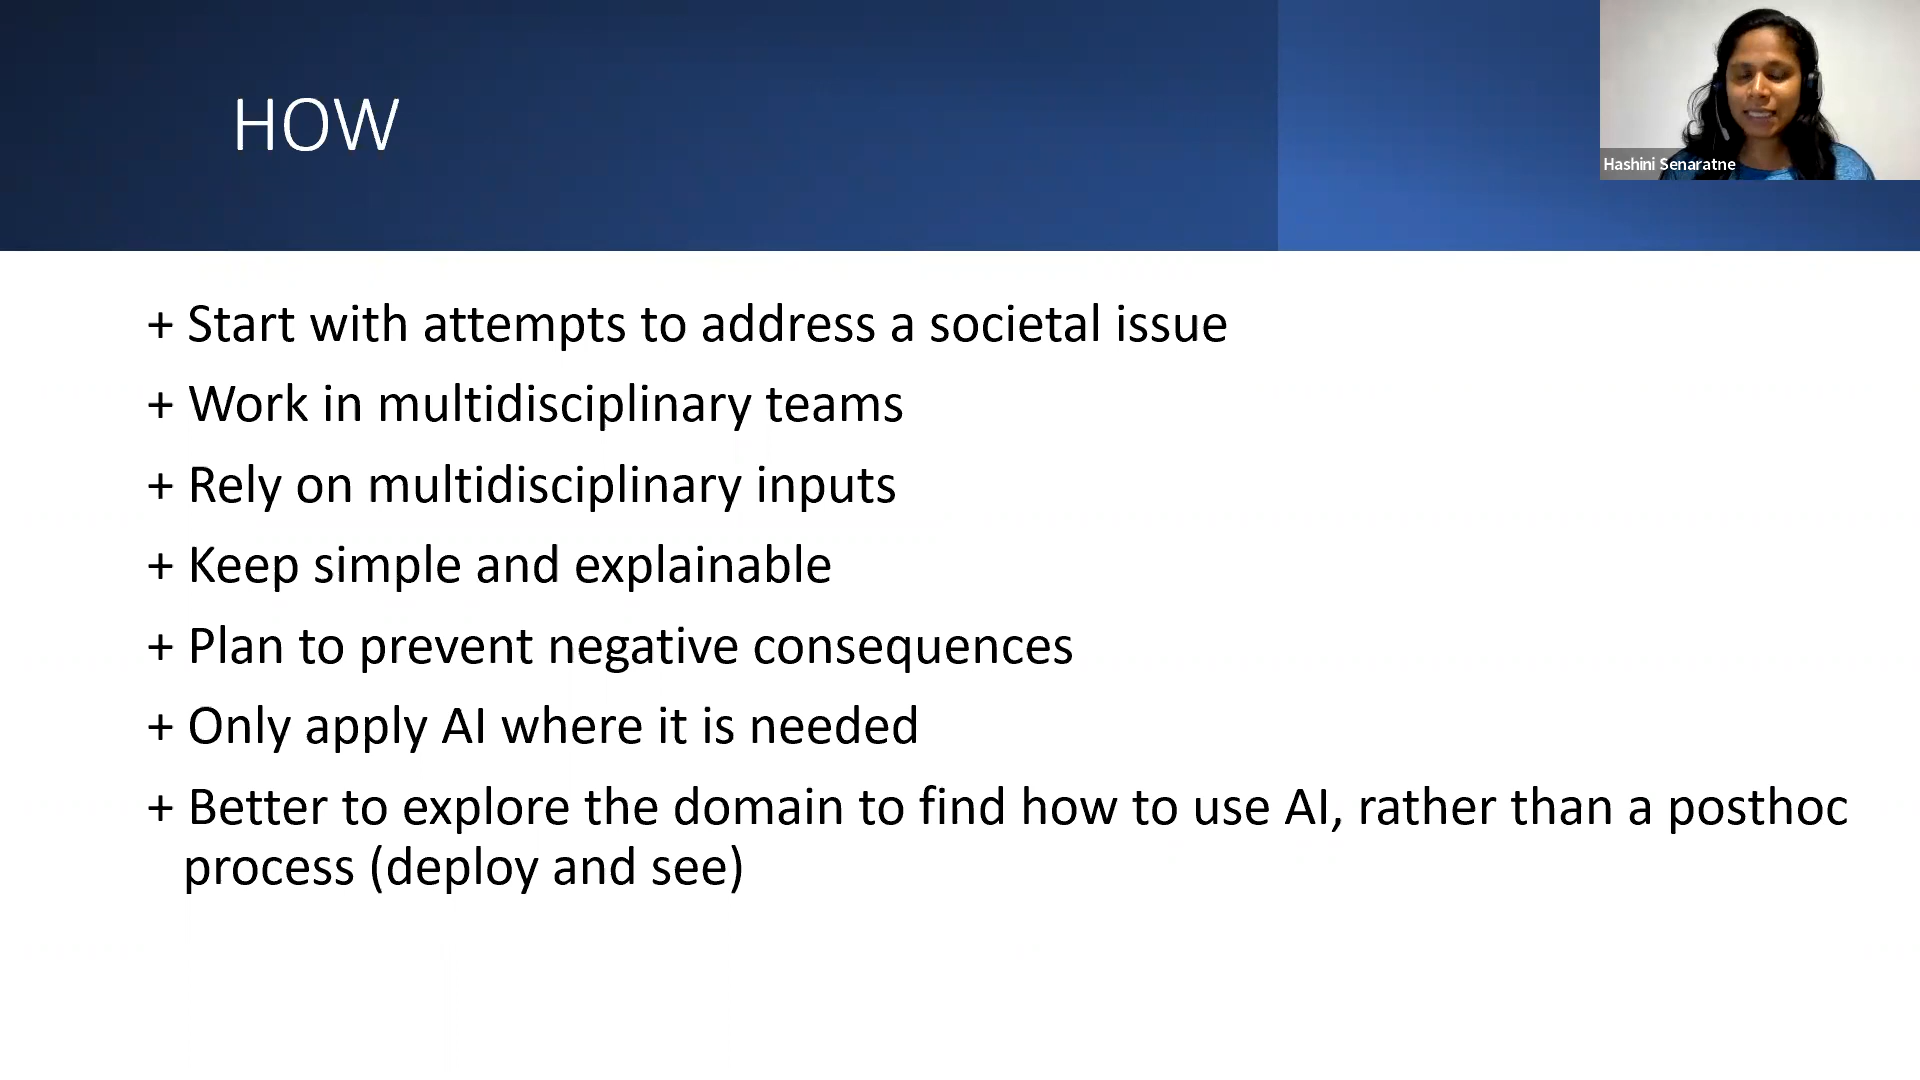 HOW
Hashini Senaratne
+ Start with attempts to address a societal issue
+ Work in multidisciplinary teams
+ Rely on multidisciplinary inputs
+ Keep simple and explainable
+ Plan to prevent negative consequences
+ Only apply AI where it is needed
+ Better to explore the domain to find how to use AI, rather than a posthoc
process (deploy and see)